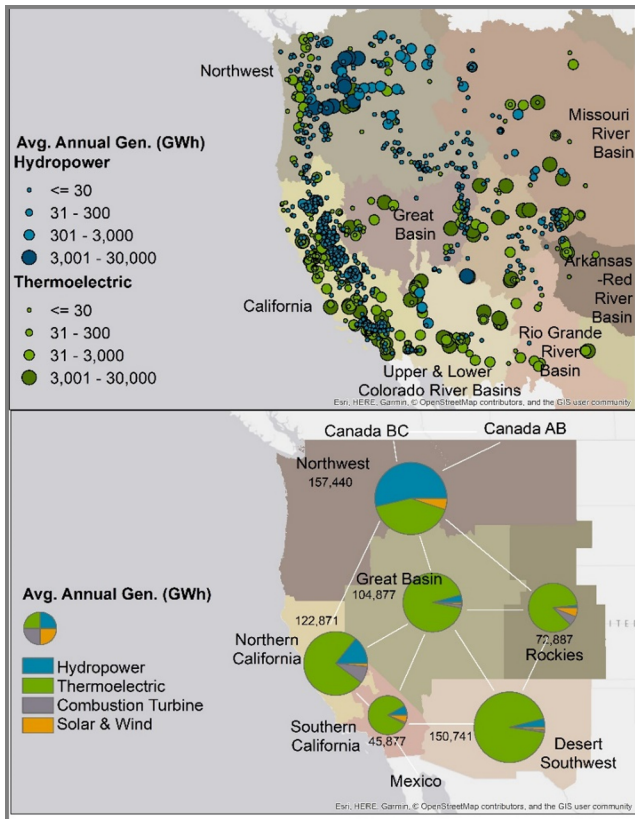 Northwest
Avg. Annual Gen. (GWh)
Hydropower
<= 30
31 - 300
301 - 3,000
3,001 - 30,000
Thermoelectric
<= 30
31 - 300
31 - 3,000
3,001 - 30,000
Missouri
River
Basin
Great
Basin
Arkansas
-Red
River
Basin
California
Rio Grande
River
Basin
Upper & Lower
Colorado River Basins
Esri, HERE, Garmin, © OpenStreetMap contributors, and the GIS user community
Canada BC
Canada AB
Northwest
157,440
Avg. Annual Gen. (GWh)
Hydropower
Thermoelectric
Combustion Turbine
Solar & Wind
Great Basin
104,877
122,871
Northern
California
72,887
Rockies
Southern
California
45,877
150,741
Desert
Southwest
Mexico
Esri, HERE, Garmin, © OpenStreetMap contributors, and the GIS user community